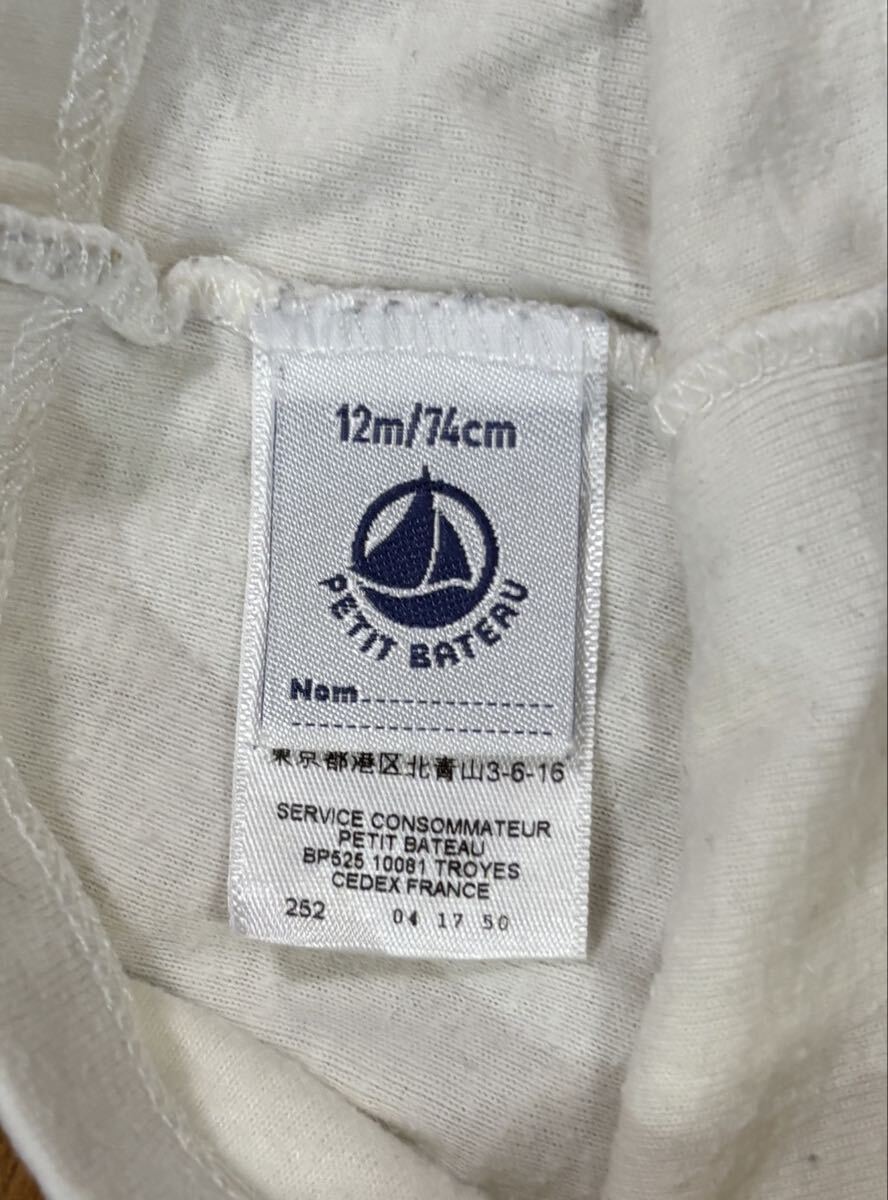 12m/74cm
PETIT BATEAU
Nom
東京都港区北青山3-6-16
SERVICE CONSOMMATEUR
PETIT BATEAU
BP525 10081 TROYES
CEDEX FRANCE
252 04 17 50